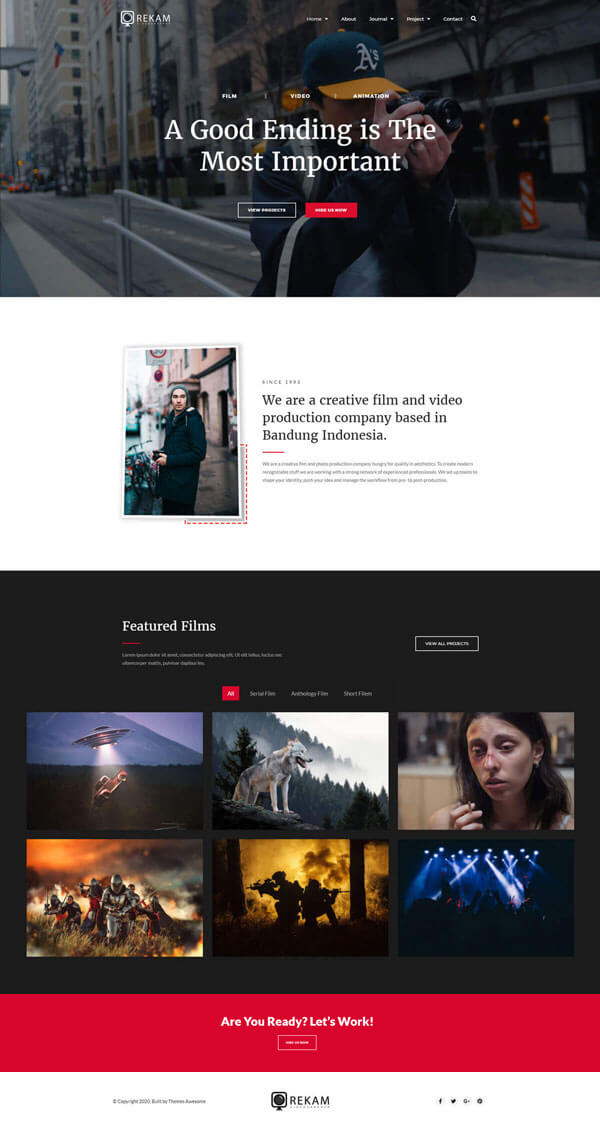 REKAM
Home About Journal Project Contact
A's
FILM | VIDEO | ANIMATION
A Good Ending is The
Most Important
VIEW PROJECTS HIRE US NOW
SINCE 1995
We are a creative film and video
production company based in
Bandung Indonesia.
We are a creative film and photo production company hungry for quality in aesthetics. To create modern
recognizable stuff we are working with a strong network of experienced professionals. We set up teams to
shape your identity, push your idea and manage the workflow from pre- to post-production.
Featured Films
Lorem ipsum dolor sit amet, consectetur adipiscing elit. Ut elit tellus, luctus nec
ullamcorper mattis, pulvinar dapibus leo.
VIEW ALL PROJECTS
All Serial Film Anthology Film Short Filem
Are You Ready? Let's Work!
HIRE US NOW
© Copyright 2020, Built by Themes Awesome
REKAM
VIDEOGRAPHER